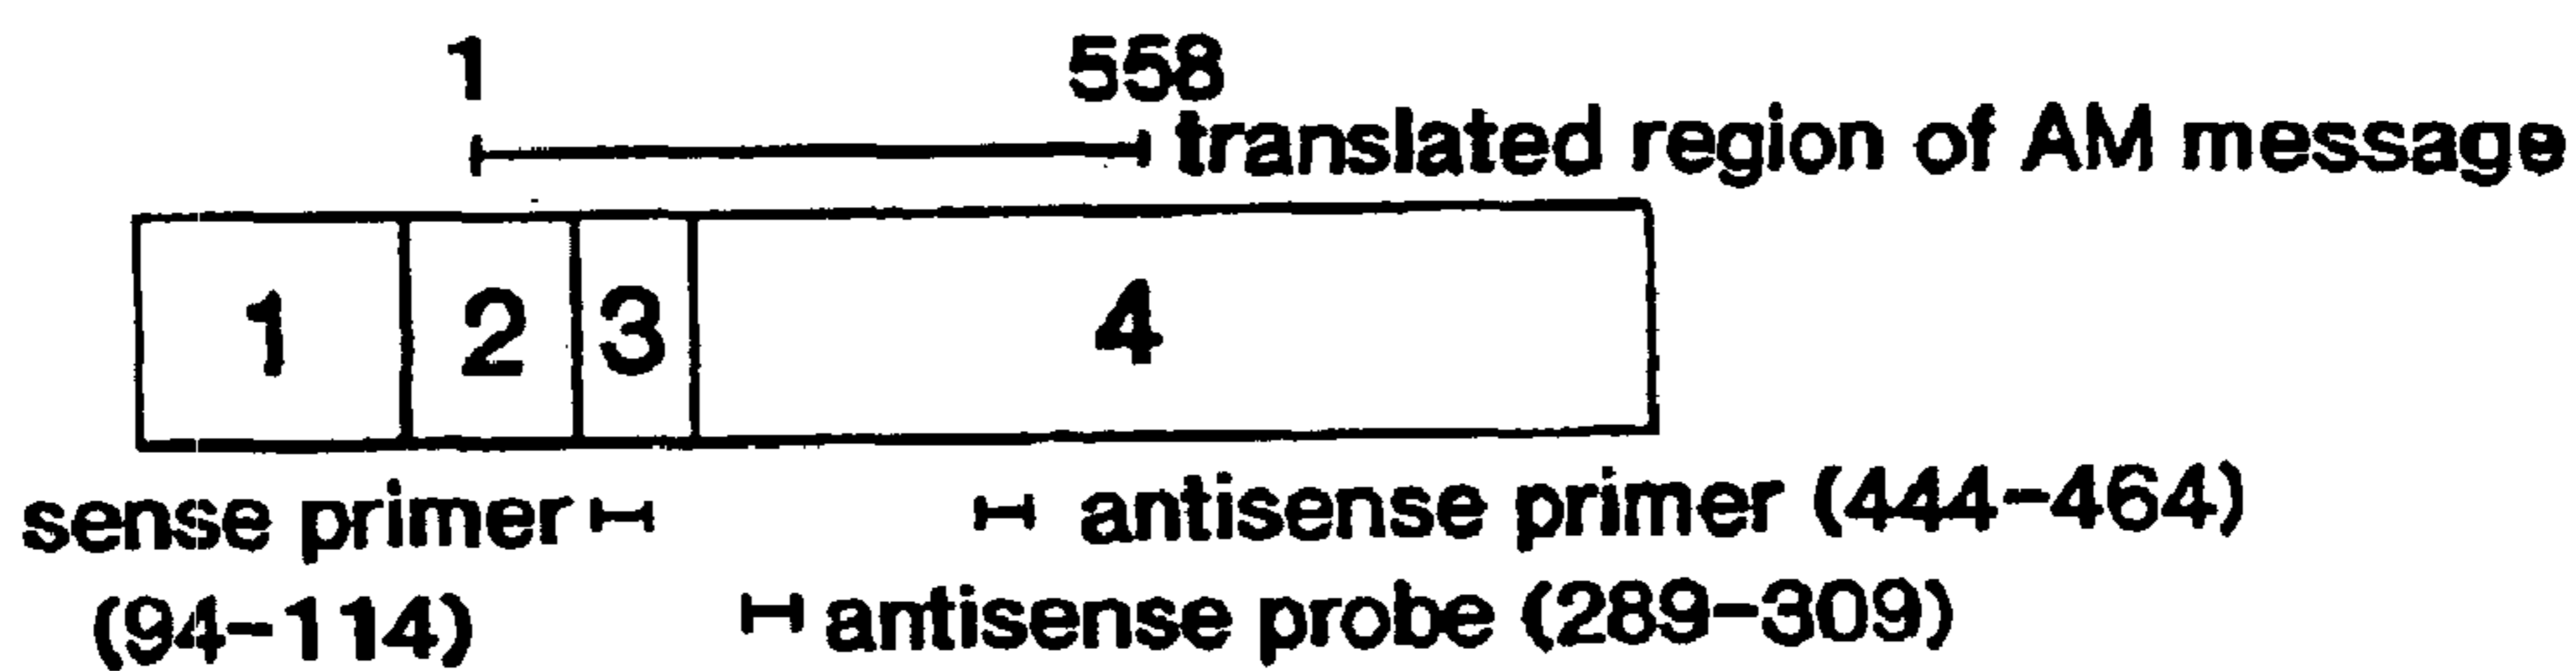 1 558
translated region of AM message
1 2 3 4
sense primer antisense primer (444-464)
(94-114) antisense probe (289-309)